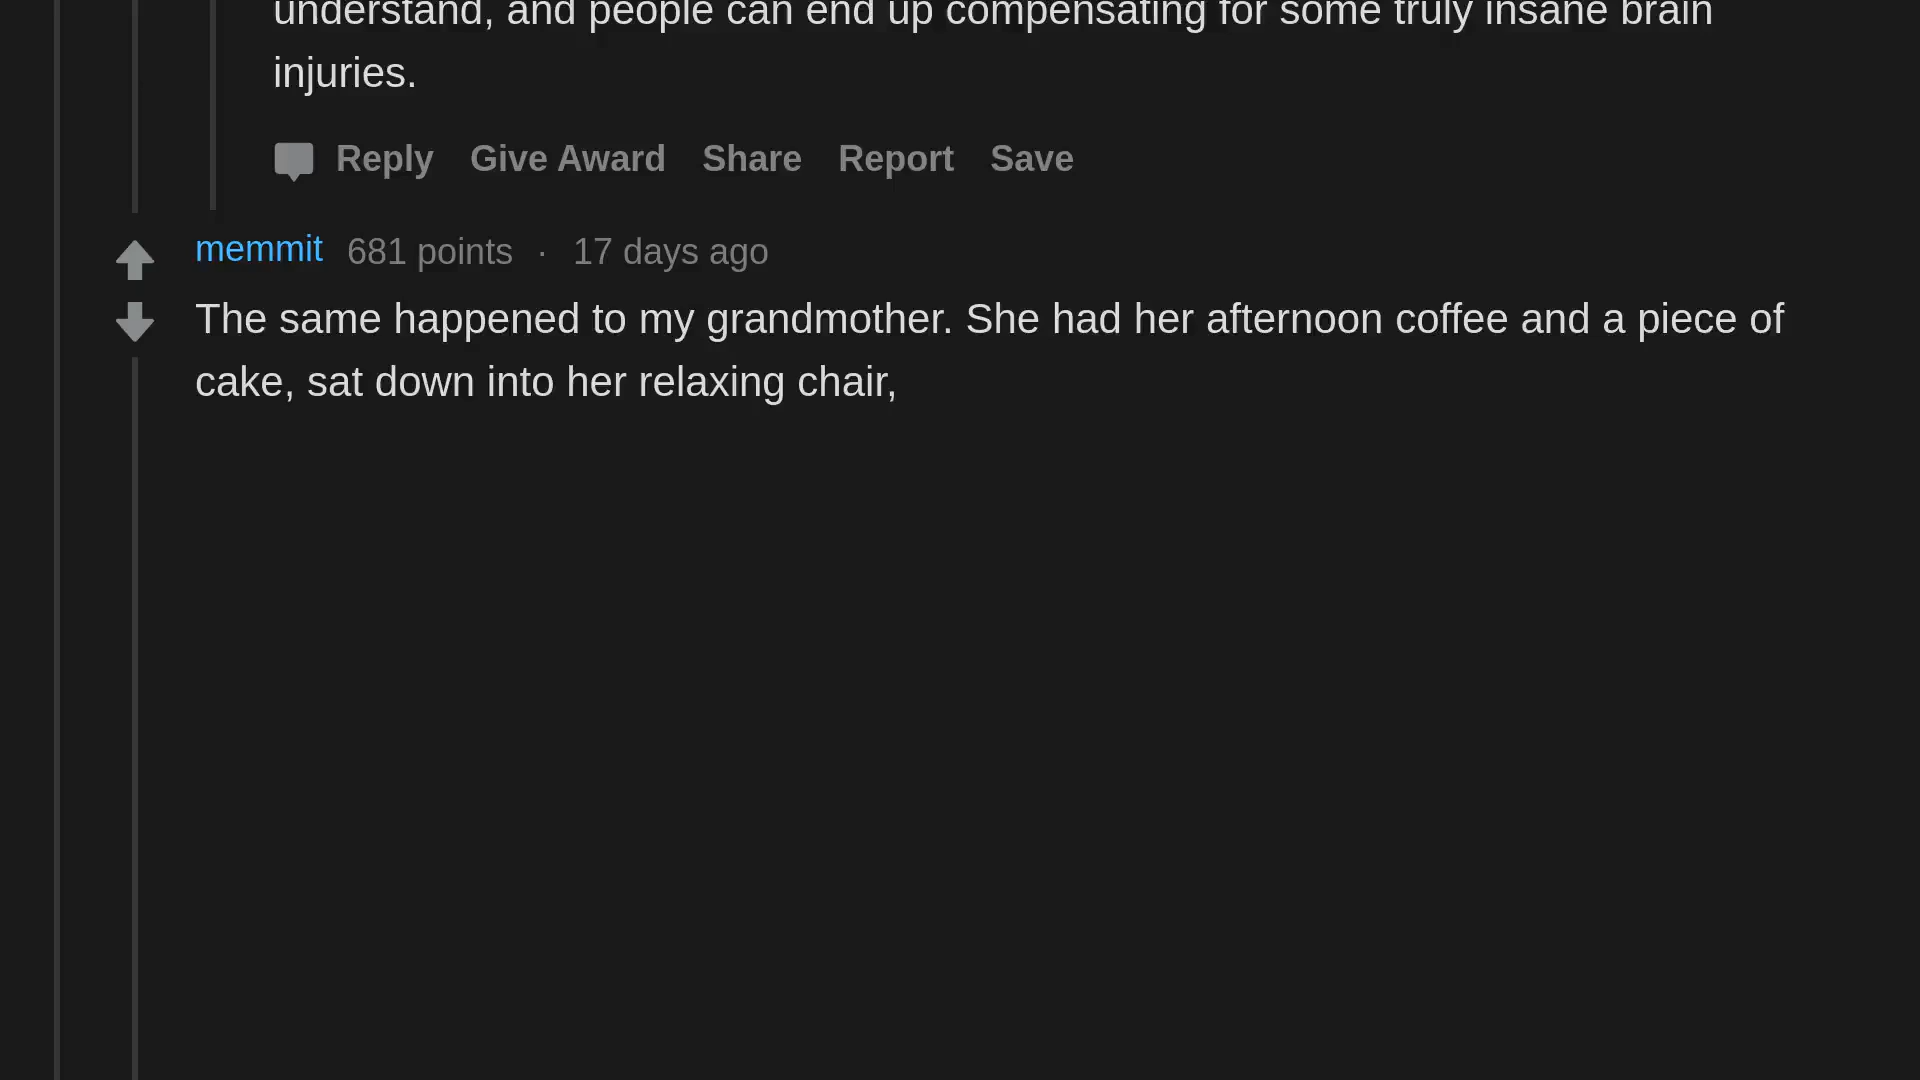 understand, and people can end up compensating for some truly insane brain
injuries.
Reply Give Award Share Report Save
memmit 681 points · 17 days ago
The same happened to my grandmother. She had her afternoon coffee and a piece of
cake, sat down into her relaxing chair,